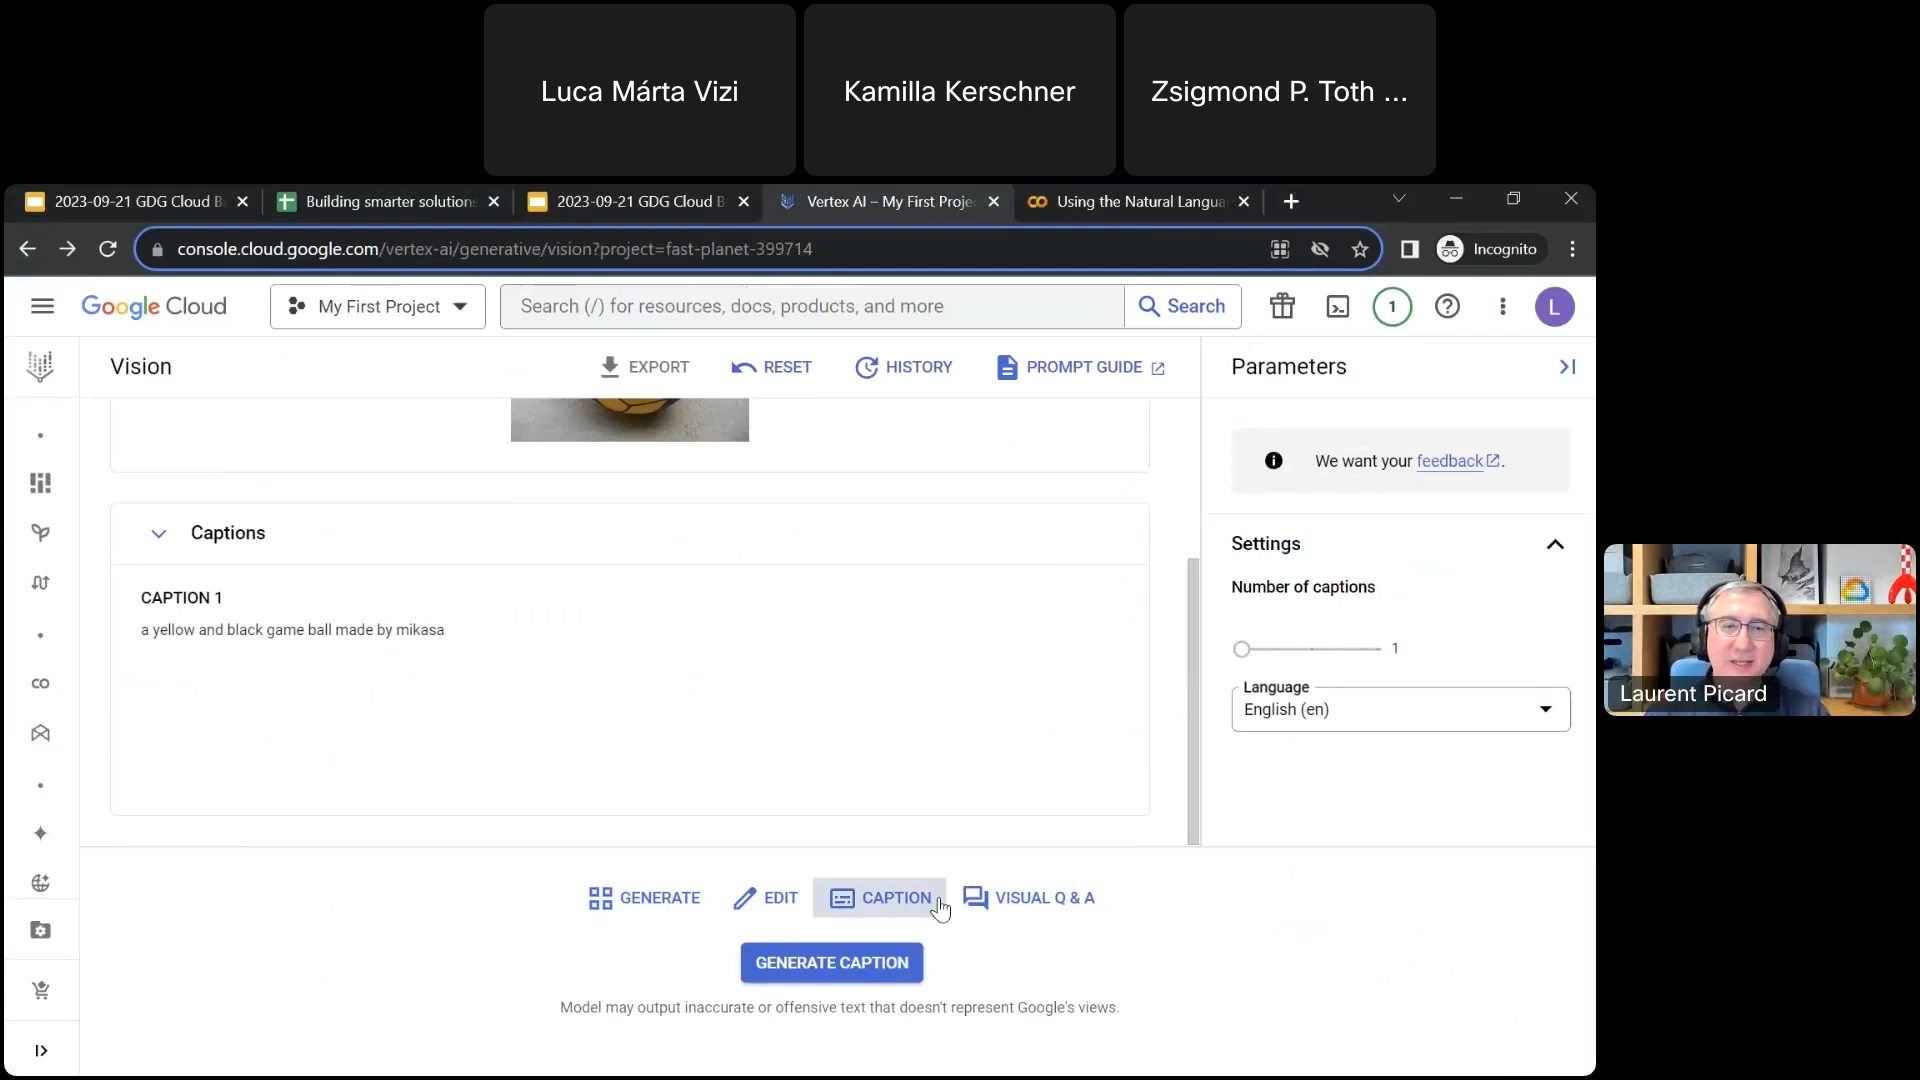 Luca Márta Vizi
Kamilla Kerschner
Zsigmond P. Toth ...
2023-09-21 GDG Cloud B
Building smarter solutions
2023-09-21 GDG Cloud B
Vertex AI – My First Proje
Using the Natural Langua
console.cloud.google.com/vertex-ai/generative/vision?project=fast-planet-399714
Incognito
Google Cloud
My First Project
Search (/) for resources, docs, products, and more
Search
1
L
Vision
EXPORT
RESET
HISTORY
PROMPT GUIDE
Parameters
We want your feedback.
Captions
CAPTION 1
a yellow and black game ball made by mikasa
Settings
Number of captions
1
Language
English (en)
Laurent Picard
GENERATE
EDIT
CAPTION
VISUAL Q & A
GENERATE CAPTION
Model may output inaccurate or offensive text that doesn't represent Google's views.